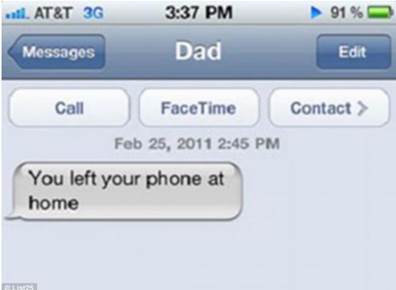 AT&T 3G 3:37 PM 91 %
Messages Dad Edit
Call FaceTime Contact >
Feb 25, 2011 2:45 PM
You left your phone at
home